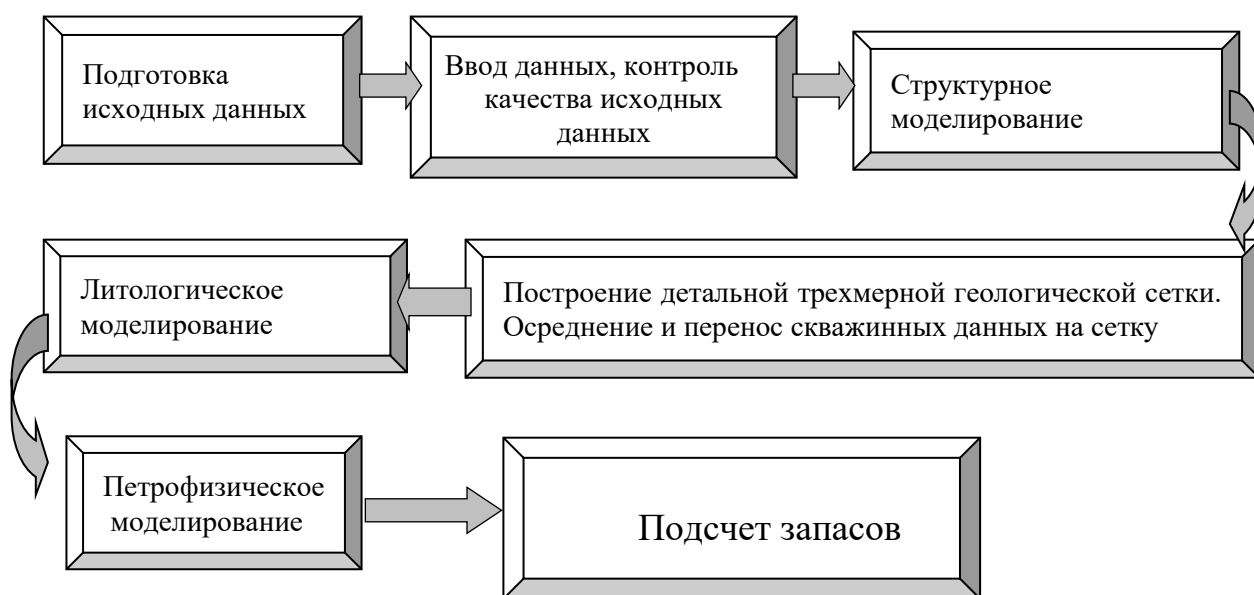 Подготовка
исходных данных
Ввод данных, контроль
качества исходных
данных
Структурное
моделирование
Построение детальной трехмерной геологической сетки.
Осреднение и перенос скважинных данных на сетку
Литологическое
моделирование
Петрофизическое
моделирование
Подсчет запасов